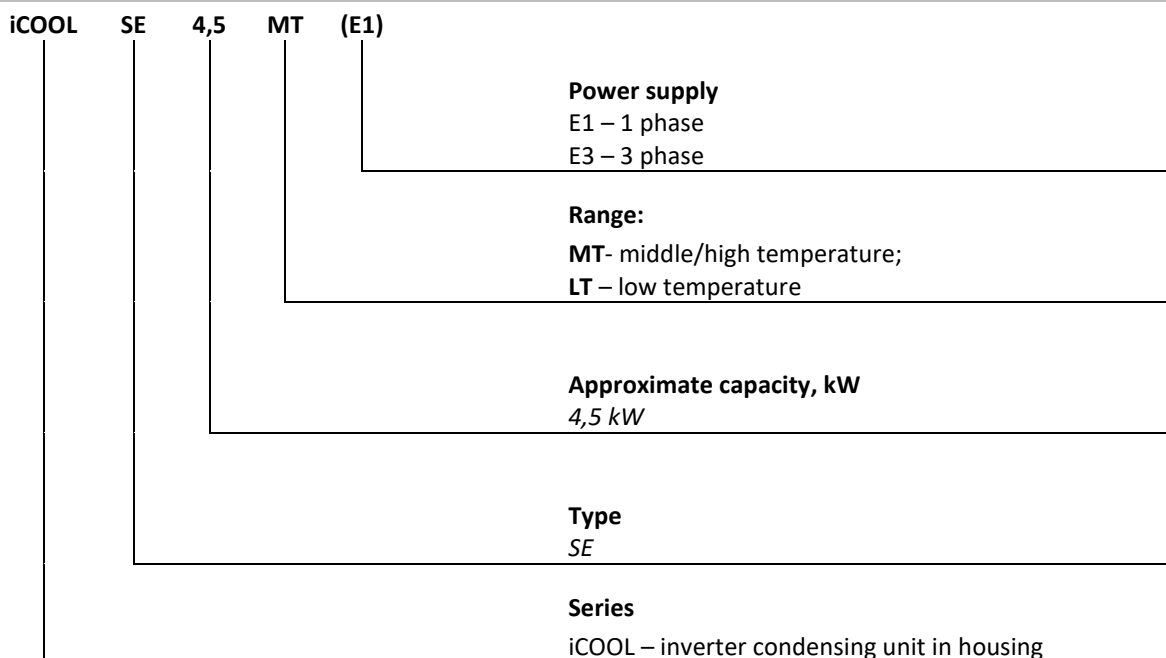 iCOOL SE 4,5 MT (E1)
Power supply
E1 – 1 phase
E3 – 3 phase
Range:
MT- middle/high temperature;
LT – low temperature
Approximate capacity, kW
4,5 kW
Type
SE
Series
iCOOL – inverter condensing unit in housing